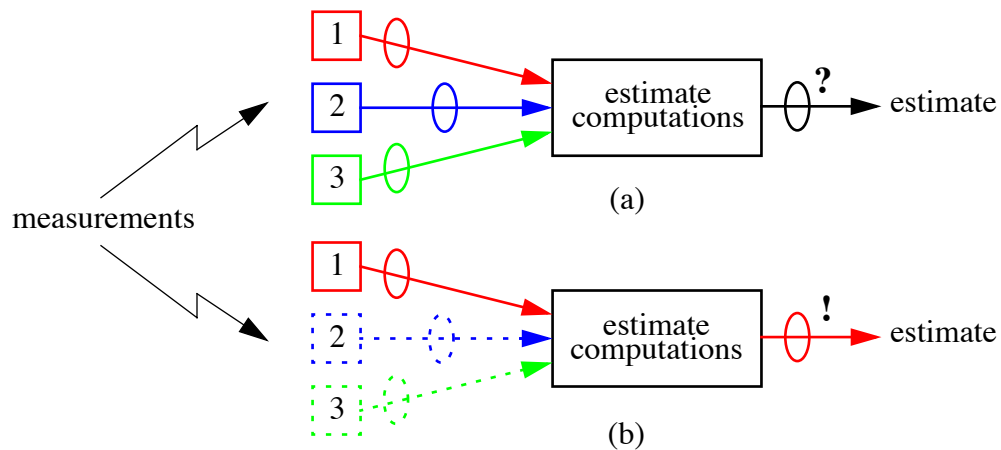 1
2
3
estimate
computations
?
estimate
(a)
measurements
1
2
3
estimate
computations
!
estimate
(b)